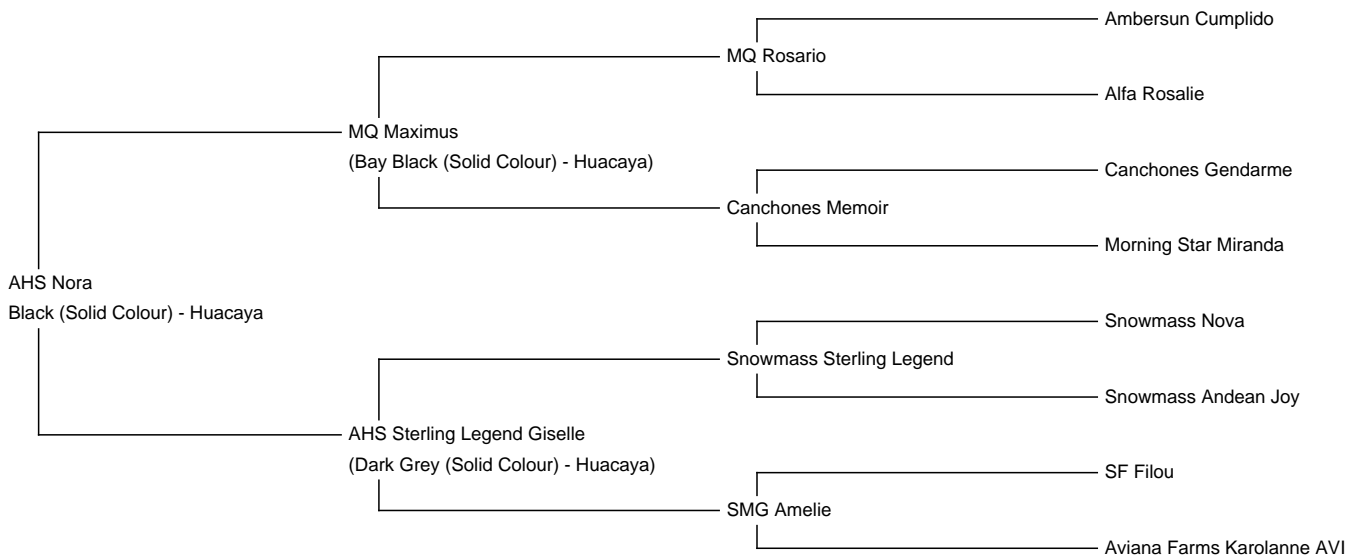 Ambersun Cumplido
MQ Rosario
Alfa Rosalie
MQ Maximus
(Bay Black (Solid Colour) - Huacaya)
Canchones Gendarme
Canchones Memoir
Morning Star Miranda
AHS Nora
Black (Solid Colour) - Huacaya
Snowmass Nova
Snowmass Sterling Legend
Snowmass Andean Joy
AHS Sterling Legend Giselle
(Dark Grey (Solid Colour) - Huacaya)
SF Filou
SMG Amelie
Aviana Farms Karolanne AVI